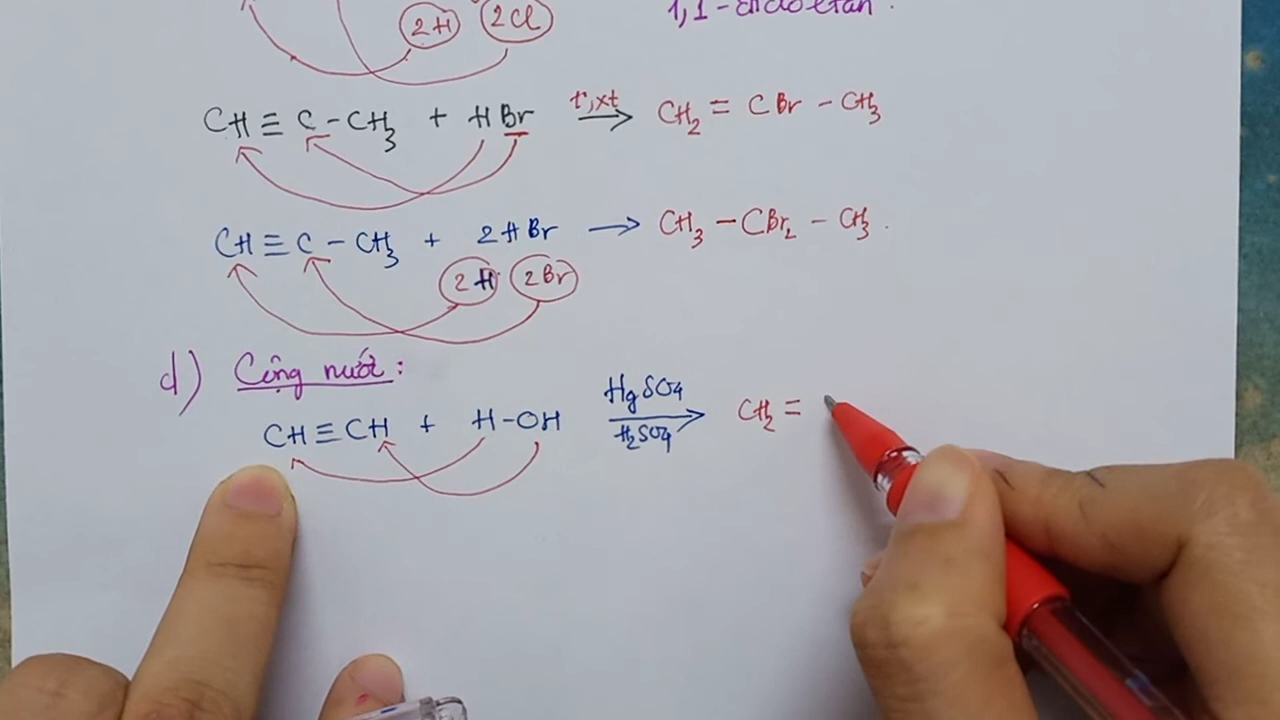 2H 2Cl
CH ≡ C - CH₃ + HBr t°, xt → CH₂ = CBr - CH₃
CH ≡ C - CH₃ + 2HBr → CH₃ - CBr₂ - CH₃.
2H 2Br
d) Cộng nước:
CH ≡ CH + H-OH HgSO₄ / H₂SO₄ → CH₂ =